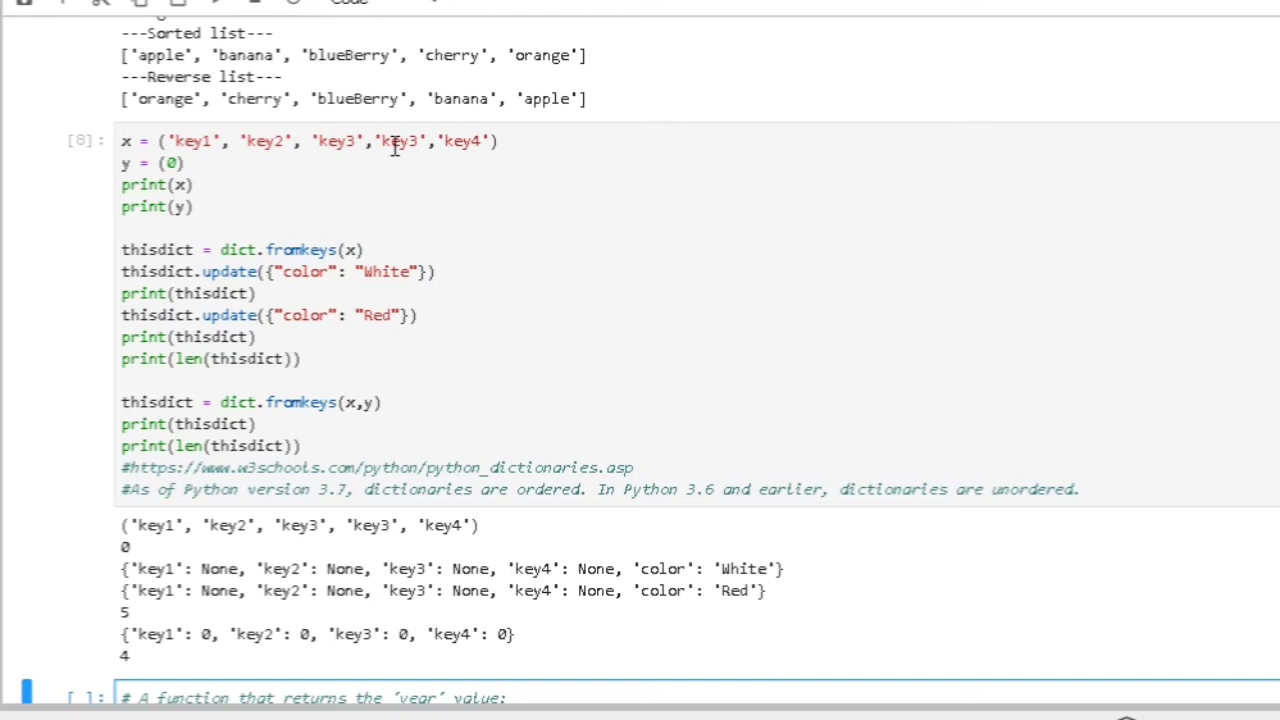 ---Sorted list---
['apple', 'banana', 'blueBerry', 'cherry', 'orange']
---Reverse list---
['orange', 'cherry', 'blueBerry', 'banana', 'apple']
[8]: x = ('key1', 'key2', 'key3','key3','key4')
y = (0)
print(x)
print(y)
thisdict = dict.fromkeys(x)
thisdict.update({"color": "White"})
print(thisdict)
thisdict.update({"color": "Red"})
print(thisdict)
print(len(thisdict))
thisdict = dict.fromkeys(x,y)
print(thisdict)
print(len(thisdict))
#https://www.w3schools.com/python/python_dictionaries.asp
#As of Python version 3.7, dictionaries are ordered. In Python 3.6 and earlier, dictionaries are unordered.
('key1', 'key2', 'key3', 'key3', 'key4')
0
{'key1': None, 'key2': None, 'key3': None, 'key4': None, 'color': 'White'}
{'key1': None, 'key2': None, 'key3': None, 'key4': None, 'color': 'Red'}
5
{'key1': 0, 'key2': 0, 'key3': 0, 'key4': 0}
4
[ ]: # A function that returns the 'year' value: